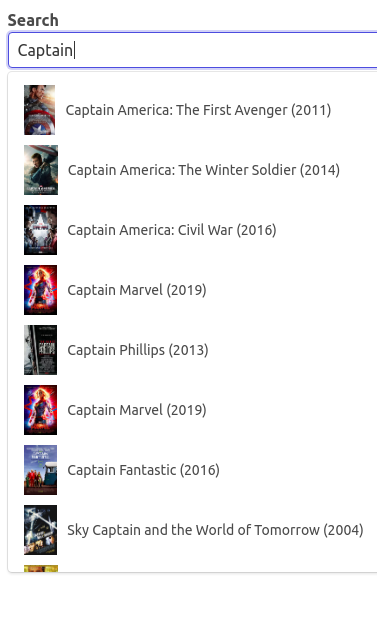 Search
Captain
Captain America: The First Avenger (2011)
Captain America: The Winter Soldier (2014)
Captain America: Civil War (2016)
Captain Marvel (2019)
Captain Phillips (2013)
Captain Marvel (2019)
Captain Fantastic (2016)
Sky Captain and the World of Tomorrow (2004)